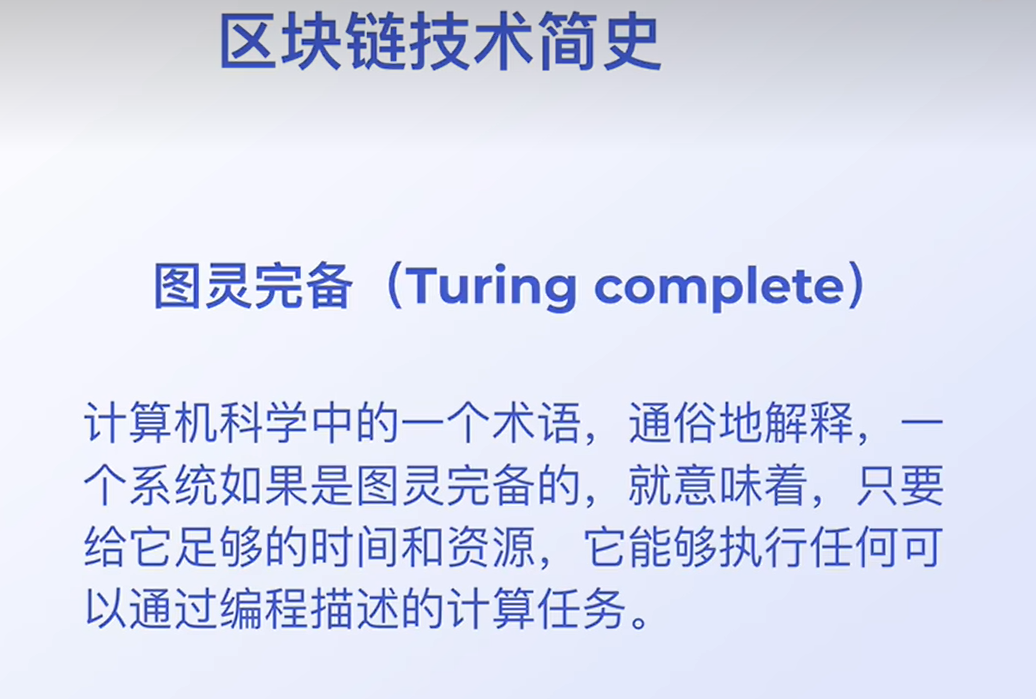 区块链技术简史
图灵完备（Turing complete）
计算机科学中的一个术语，通俗地解释，一
个系统如果是图灵完备的，就意味着，只要
给它足够的时间和资源，它能够执行任何可
以通过编程描述的计算任务。